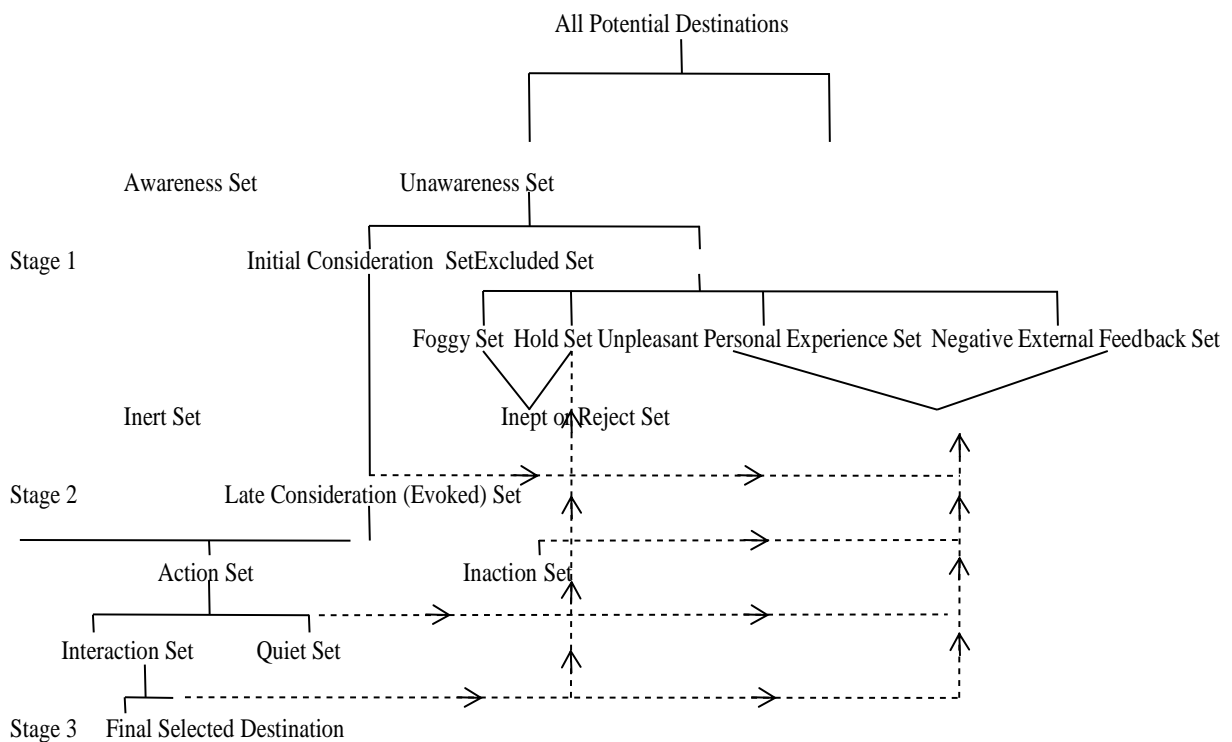 All Potential Destinations
Awareness Set Unawareness Set
Stage 1 Initial Consideration SetExcluded Set
Foggy Set Hold Set Unpleasant Personal Experience Set Negative External Feedback Set
Inert Set Inept or Reject Set
Stage 2 Late Consideration (Evoked) Set
Action Set Inaction Set
Interaction Set Quiet Set
Stage 3 Final Selected Destination